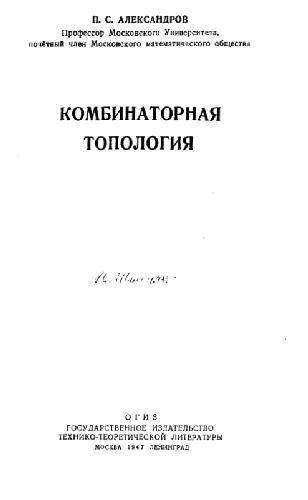 П. С. АЛЕКСАНДРОВ
Профессор Московского Университета,
почётный член Московского математического общества
КОМБИНАТОРНАЯ
ТОПОЛОГИЯ
ОГИЗ
ГОСУДАРСТВЕННОЕ ИЗДАТЕЛЬСТВО
ТЕХНИКО-ТЕОРЕТИЧЕСКОЙ ЛИТЕРАТУРЫ
МОСКВА 1947 ЛЕНИНГРАД